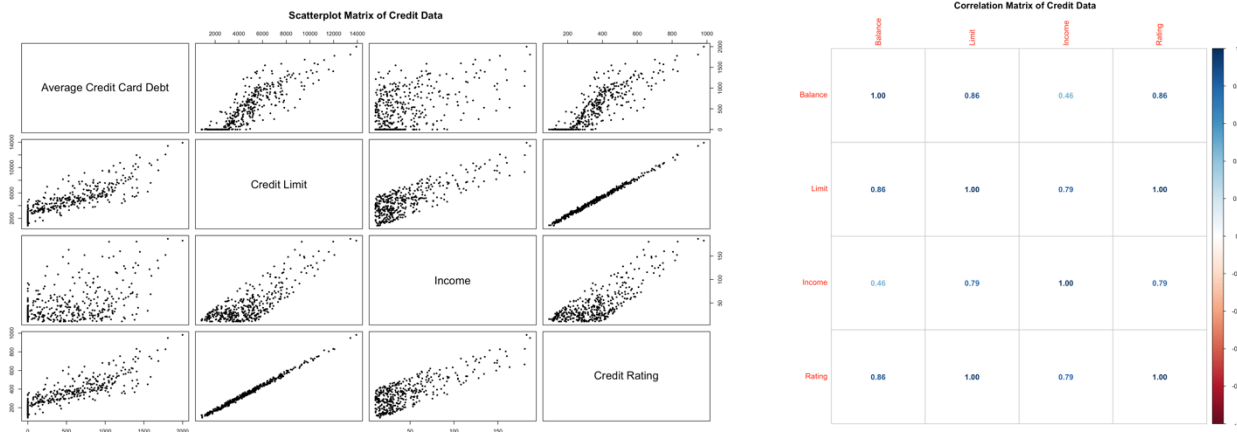 Scatterplot Matrix of Credit Data
2000 4000 6000 8000 10000 12000 14000
200 400 600 800 1000
Average Credit Card Debt
0 500 1000 1500 2000
2000 6000 10000 14000
Credit Limit
Income
50 100 150
200 400 600 800 1000
Credit Rating
0 500 1000 1500 2000
50 100 150
Correlation Matrix of Credit Data
Balance Limit Income Rating
Balance 1.00 0.86 0.46 0.86
Limit 0.86 1.00 0.79 1.00
Income 0.46 0.79 1.00 0.79
Rating 0.86 1.00 0.79 1.00